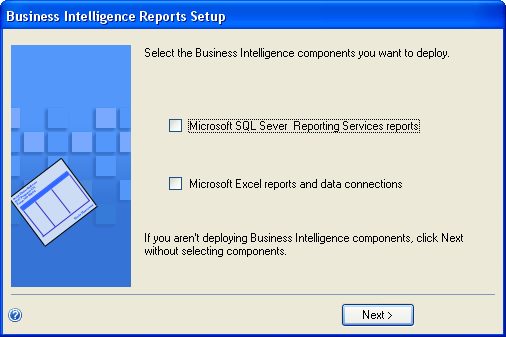 Business Intelligence Reports Setup
Select the Business Intelligence components you want to deploy.
Microsoft SQL Sever  Reporting Services reports
Microsoft Excel reports and data connections
If you aren't deploying Business Intelligence components, click Next
without selecting components.
?
Next >